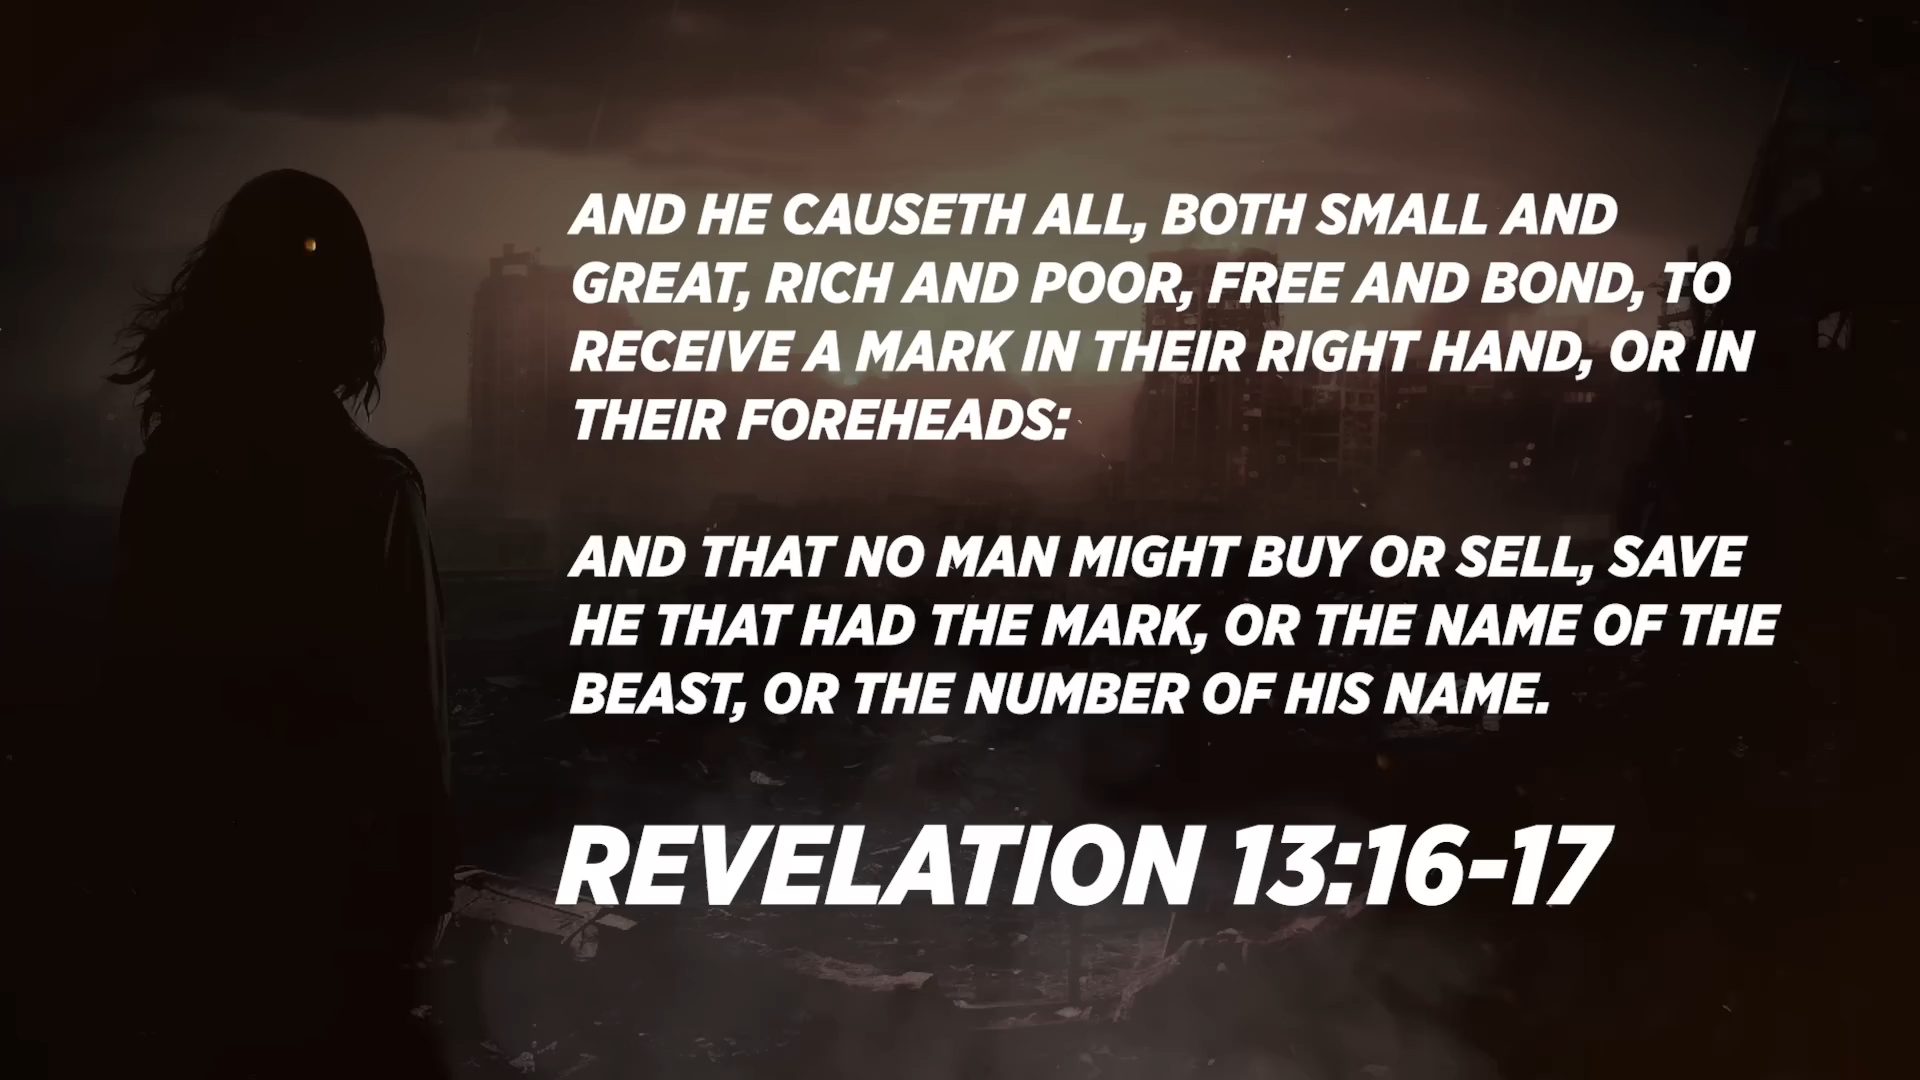 AND HE CAUSETH ALL, BOTH SMALL AND
GREAT, RICH AND POOR, FREE AND BOND, TO
RECEIVE A MARK IN THEIR RIGHT HAND, OR IN
THEIR FOREHEADS:
AND THAT NO MAN MIGHT BUY OR SELL, SAVE
HE THAT HAD THE MARK, OR THE NAME OF THE
BEAST, OR THE NUMBER OF HIS NAME.
REVELATION 13:16-17